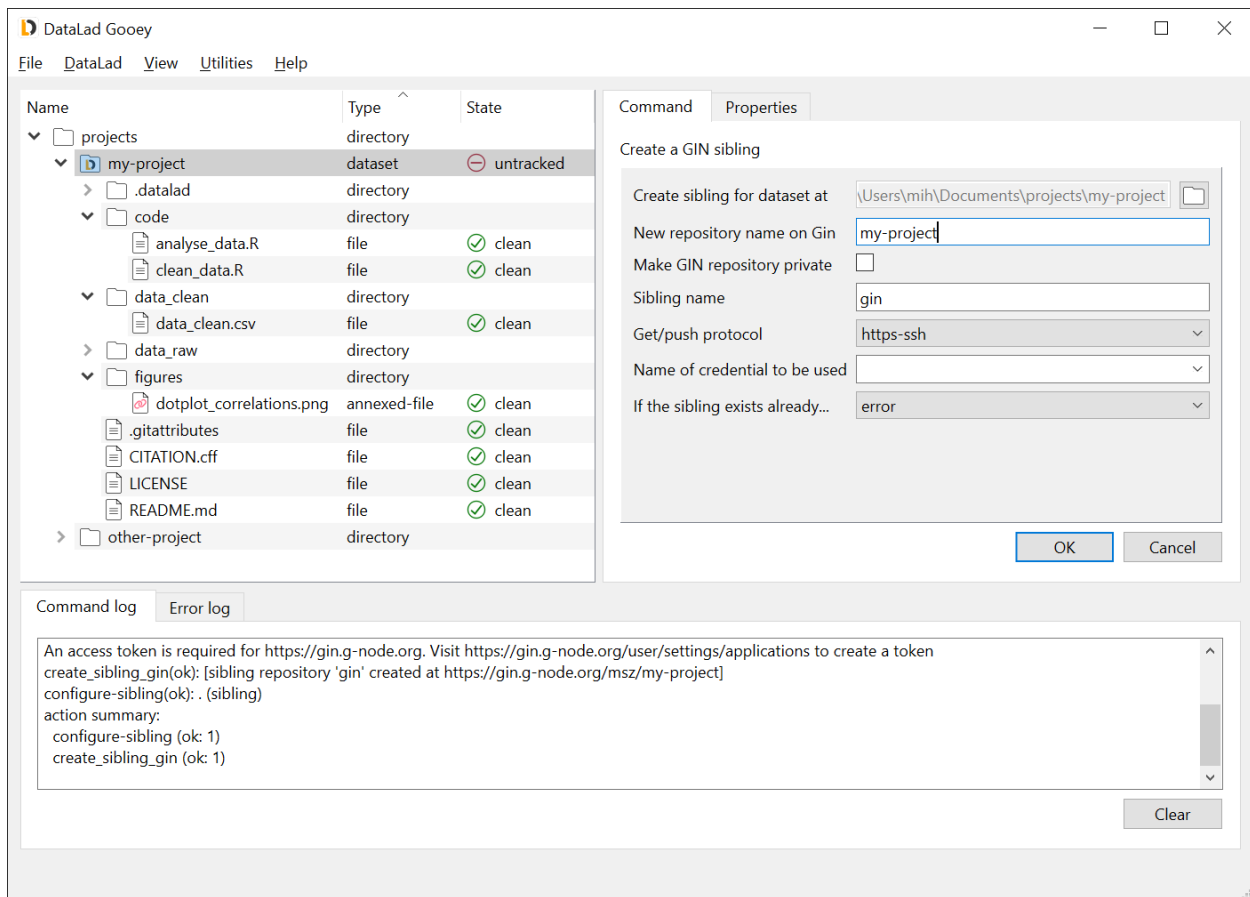 DataLad Gooey
File DataLad View Utilities Help
Name Type State
projects directory
my-project dataset untracked
.datalad directory
code directory
analyse_data.R file clean
clean_data.R file clean
data_clean directory
data_clean.csv file clean
data_raw directory
figures directory
dotplot_correlations.png annexed-file clean
.gitattributes file clean
CITATION.cff file clean
LICENSE file clean
README.md file clean
other-project directory
Command Properties
Create a GIN sibling
Create sibling for dataset at \Users\mih\Documents\projects\my-project
New repository name on Gin my-project
Make GIN repository private
Sibling name gin
Get/push protocol https-ssh
Name of credential to be used
If the sibling exists already... error
OK Cancel
Command log Error log
An access token is required for https://gin.g-node.org. Visit https://gin.g-node.org/user/settings/applications to create a token
create_sibling_gin(ok): [sibling repository 'gin' created at https://gin.g-node.org/msz/my-project]
configure-sibling(ok): . (sibling)
action summary:
configure-sibling (ok: 1)
create_sibling_gin (ok: 1)
Clear